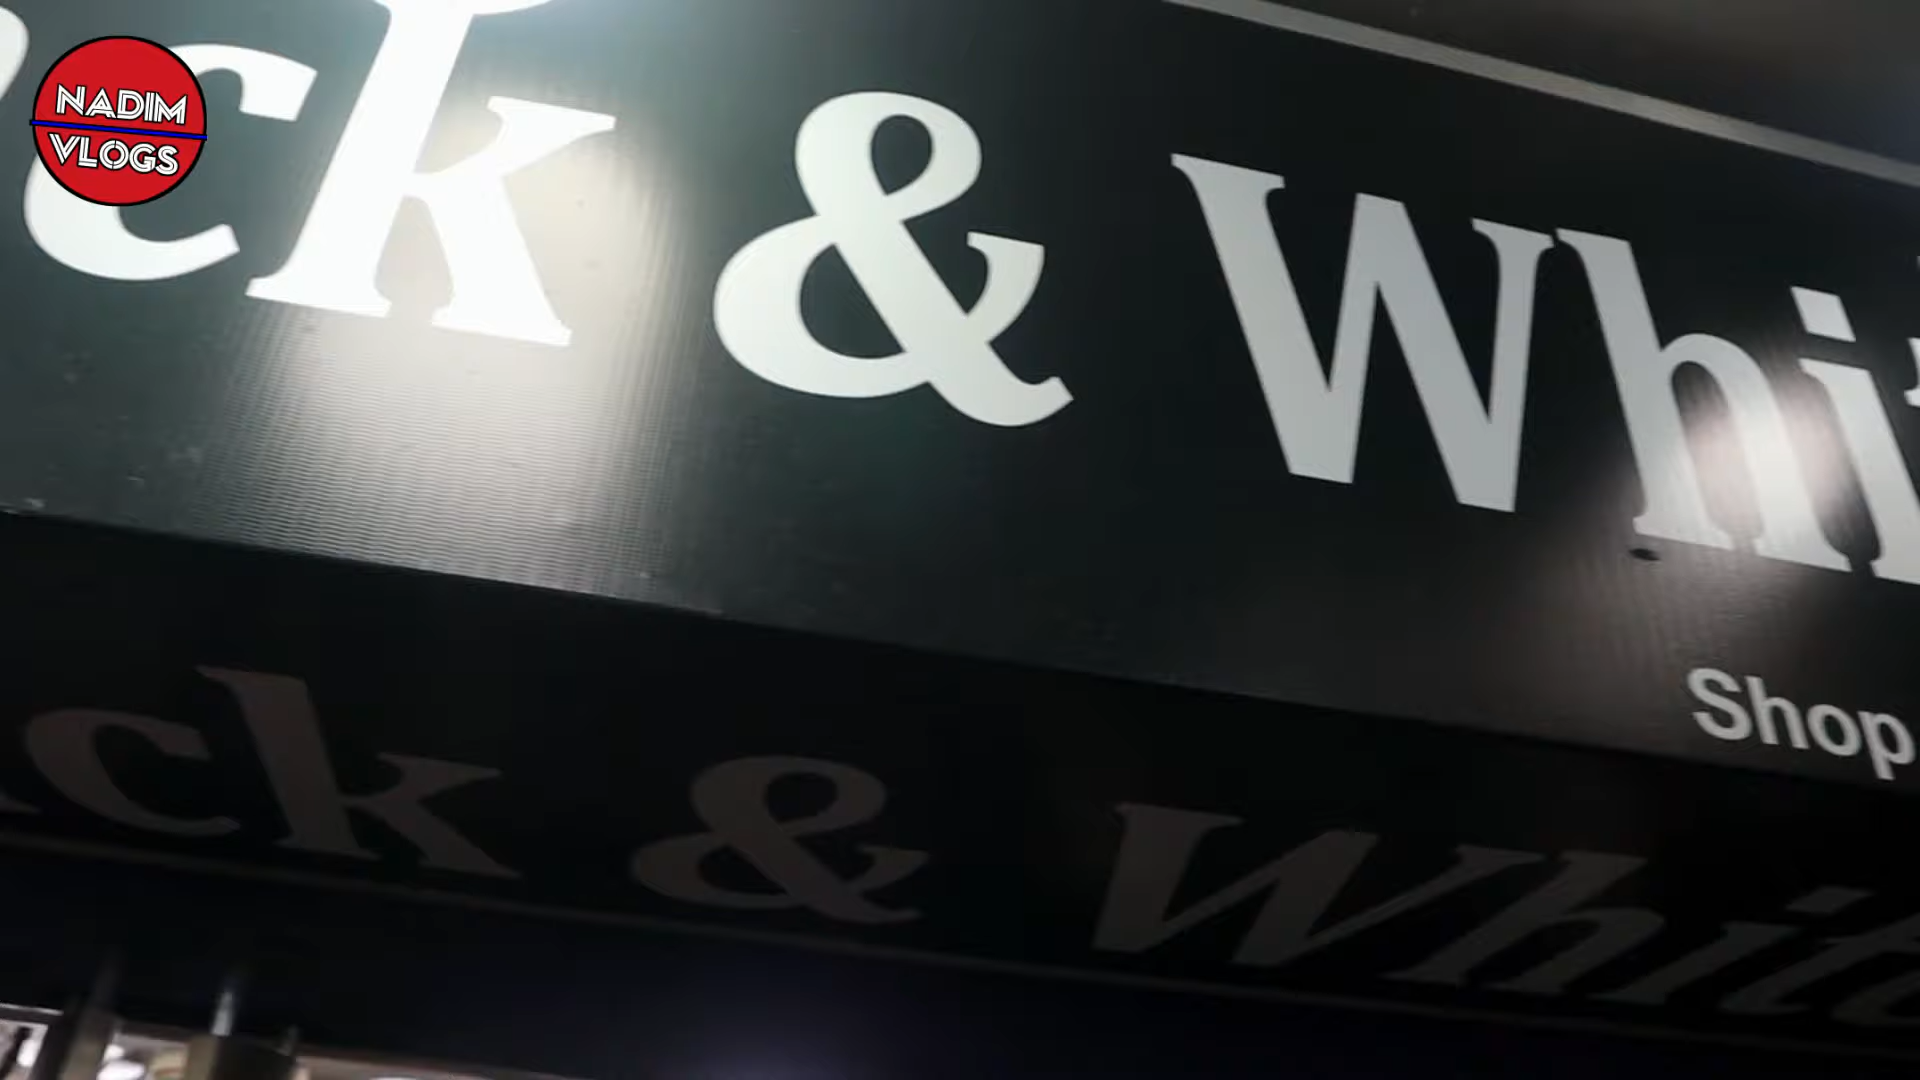 NADIM
VLOGS
ck & Whi
Shop
ck & Whit